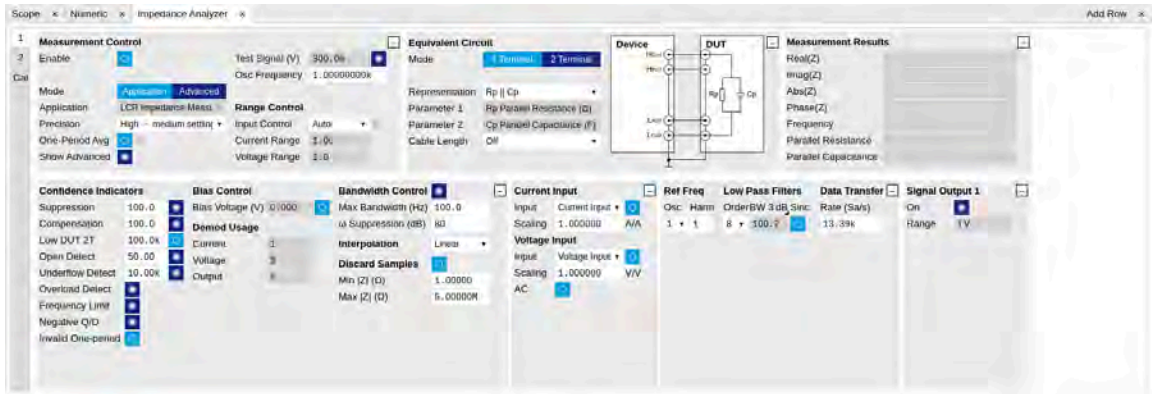 Scope × Numeric × Impedance Analyzer × Add Row ×
1
2
Cal
Measurement Control
Enable
Test Signal (V) 300.0m
Osc Frequency 1.00000000k
Mode Application Advanced
Application LCR Impedance Meas.
Range Control
Precision High - medium setting
Input Control Auto
One-Period Avg
Current Range
Show Advanced
Voltage Range 1.0
Equivalent Circuit
Mode 4 Terminal 2 Terminal
Representation Rp || Cp
Parameter 1 Rp Parallel Resistance (Ω)
Parameter 2 Cp Parallel Capacitance (F)
Cable Length Off
Device DUT
Rp Cp
Measurement Results
Real(Z)
Imag(Z)
Abs(Z)
Phase(Z)
Frequency
Parallel Resistance
Parallel Capacitance
Confidence Indicators
Suppression 100.0
Compensation 100.0
Low DUT 2T 100.0k
Open Detect 50.00
Underflow Detect 10.00k
Overload Detect
Frequency Limit
Negative Q/D
Invalid One-period
Bias Control
Bias Voltage (V) 0.000
Demod Usage
Current 1
Voltage
Output
Bandwidth Control
Max Bandwidth (Hz) 100.0
ω Suppression (dB) 80
Interpolation Linear
Discard Samples
Min |Z| (Ω) 1.00000
Max |Z| (Ω) 5.00000M
Current Input
Input Current Input
Scaling 1.000000 A/A
Voltage Input
Input Voltage Input
Scaling 1.000000 V/V
AC
Ref Freq
Osc Harm
1 1
Low Pass Filters
Order BW 3 dB Sinc
8 100.?
Data Transfer
Rate (Sa/s)
13.39k
Signal Output 1
On
Range 1V